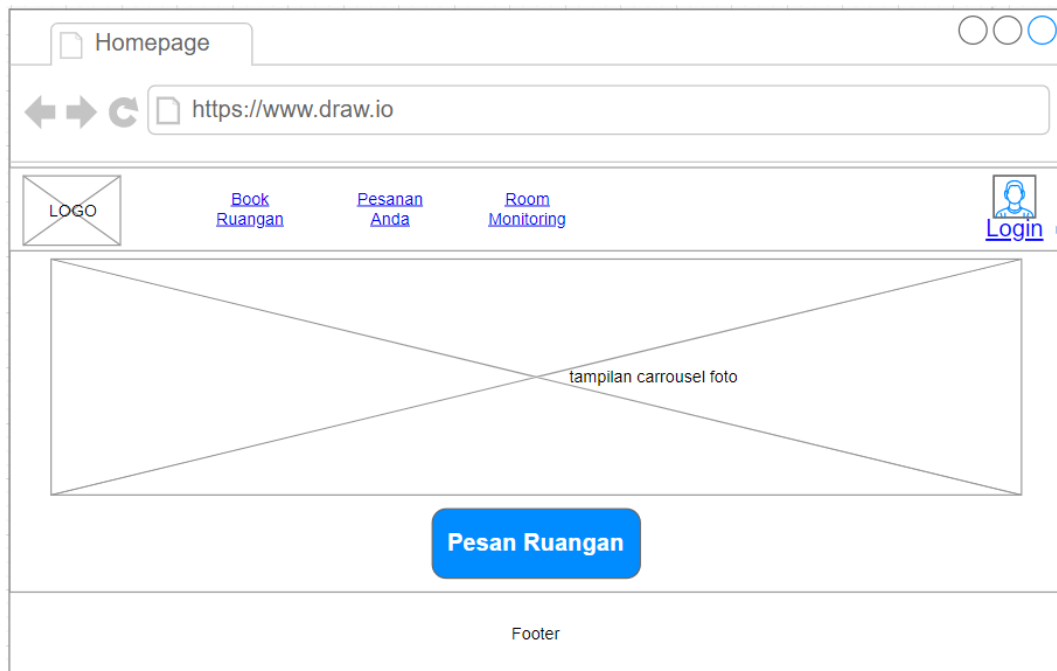 Homepage
https://www.draw.io
LOGO
Book
Ruangan
Pesanan
Anda
Room
Monitoring
Login
tampilan carrousel foto
Pesan Ruangan
Footer